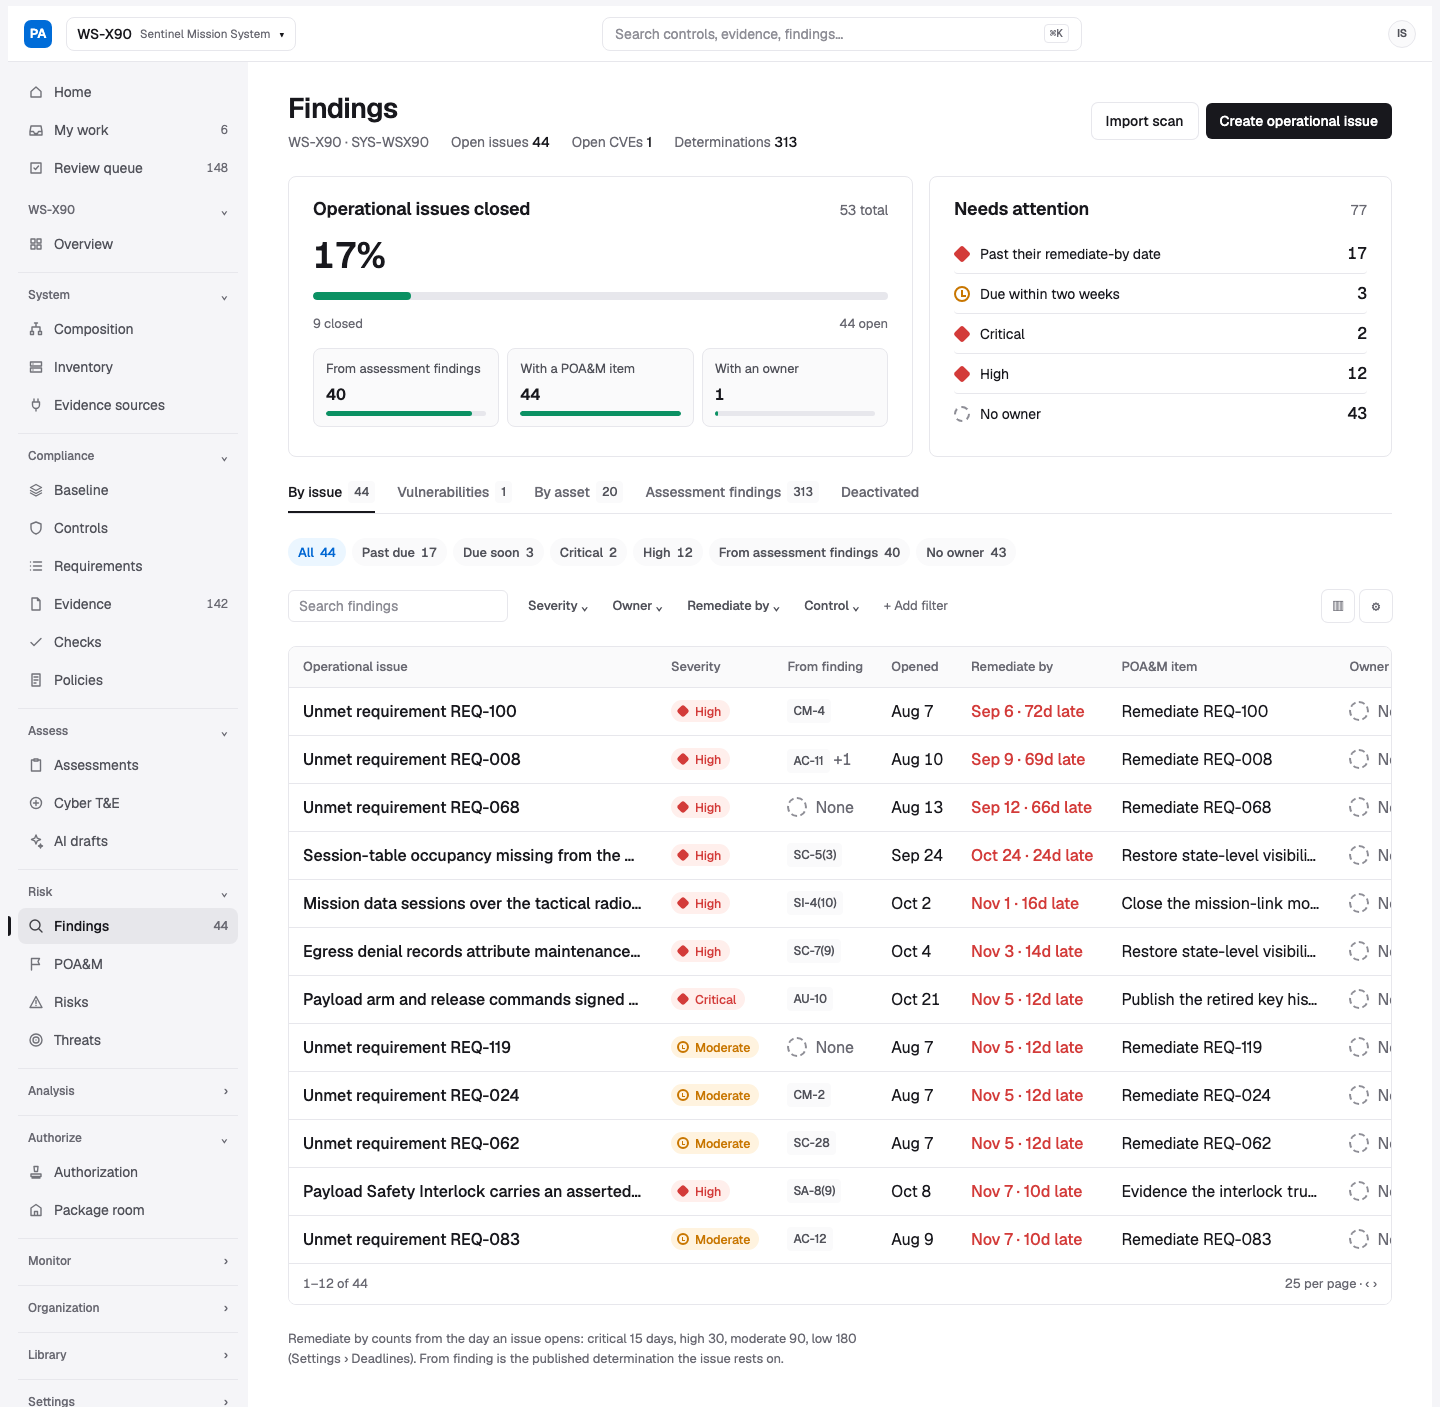 PA WS-X90 Sentinel Mission System ▾ Search controls, evidence, findings... ⌘K IS
Home
My work 6
Review queue 148
WS-X90
Overview
System
Composition
Inventory
Evidence sources
Compliance
Baseline
Controls
Requirements
Evidence 142
Checks
Policies
Assess
Assessments
Cyber T&E
AI drafts
Risk
Findings 44
POA&M
Risks
Threats
Analysis ›
Authorize
Authorization
Package room
Monitor ›
Organization ›
Library ›
Settings ›
Findings
WS-X90 · SYS-WSX90 Open issues 44 Open CVEs 1 Determinations 313
Import scan Create operational issue
Operational issues closed 53 total
17%
9 closed 44 open
From assessment findings
40
With a POA&M item
44
With an owner
1
Needs attention 77
Past their remediate-by date 17
Due within two weeks 3
Critical 2
High 12
No owner 43
By issue 44 Vulnerabilities 1 By asset 20 Assessment findings 313 Deactivated
All 44 Past due 17 Due soon 3 Critical 2 High 12 From assessment findings 40 No owner 43
Search findings Severity Owner Remediate by Control + Add filter
Operational issue Severity From finding Opened Remediate by POA&M item Owner
Unmet requirement REQ-100 High CM-4 Aug 7 Sep 6 · 72d late Remediate REQ-100 No
Unmet requirement REQ-008 High AC-11 +1 Aug 10 Sep 9 · 69d late Remediate REQ-008 No
Unmet requirement REQ-068 High None Aug 13 Sep 12 · 66d late Remediate REQ-068 No
Session-table occupancy missing from the ... High SC-5(3) Sep 24 Oct 24 · 24d late Restore state-level visibili... No
Mission data sessions over the tactical radio... High SI-4(10) Oct 2 Nov 1 · 16d late Close the mission-link mo... No
Egress denial records attribute maintenance... High SC-7(9) Oct 4 Nov 3 · 14d late Restore state-level visibili... No
Payload arm and release commands signed ... Critical AU-10 Oct 21 Nov 5 · 12d late Publish the retired key his... No
Unmet requirement REQ-119 Moderate None Aug 7 Nov 5 · 12d late Remediate REQ-119 No
Unmet requirement REQ-024 Moderate CM-2 Aug 7 Nov 5 · 12d late Remediate REQ-024 No
Unmet requirement REQ-062 Moderate SC-28 Aug 7 Nov 5 · 12d late Remediate REQ-062 No
Payload Safety Interlock carries an asserted... High SA-8(9) Oct 8 Nov 7 · 10d late Evidence the interlock tru... No
Unmet requirement REQ-083 Moderate AC-12 Aug 9 Nov 7 · 10d late Remediate REQ-083 No
1–12 of 44 25 per page · ‹ ›
Remediate by counts from the day an issue opens: critical 15 days, high 30, moderate 90, low 180
(Settings › Deadlines). From finding is the published determination the issue rests on.